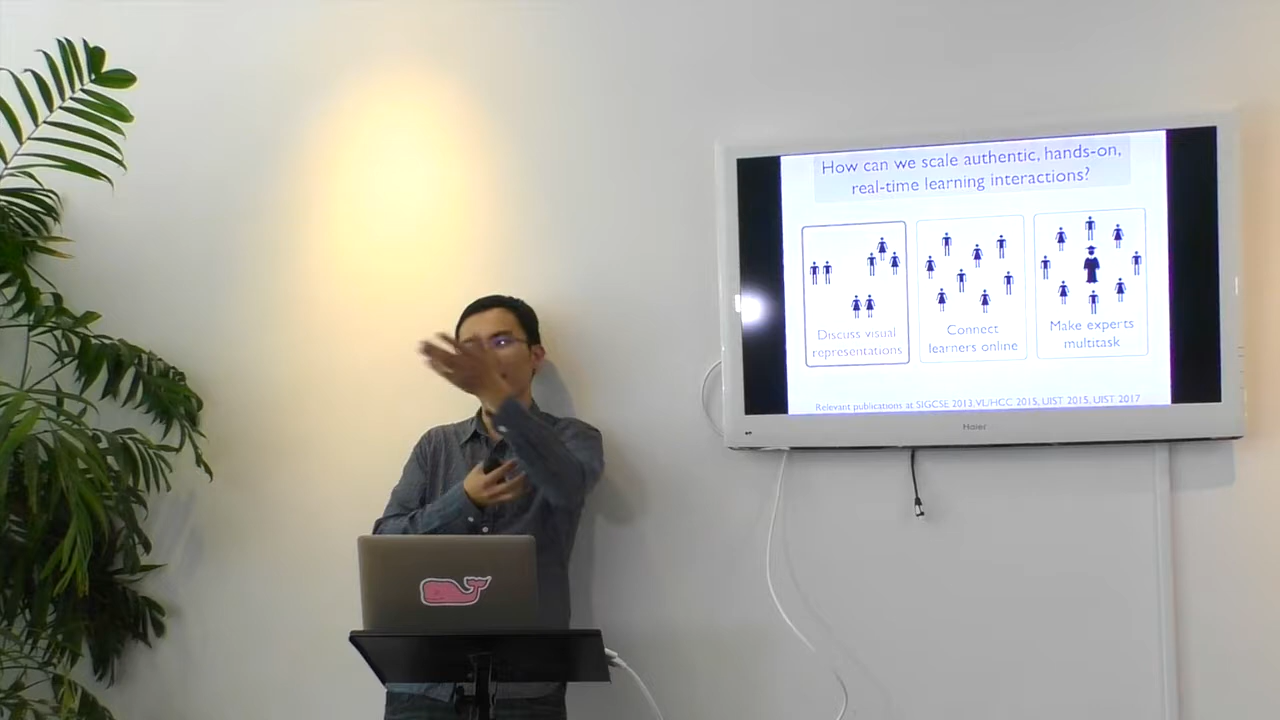 How can we scale authentic, hands-on,
real-time learning interactions?
Discuss visual
representations
Connect
learners online
Make experts
multitask
Relevant publications at SIGCSE 2013, VL/HCC 2015, UIST 2015, UIST 2017
Haier